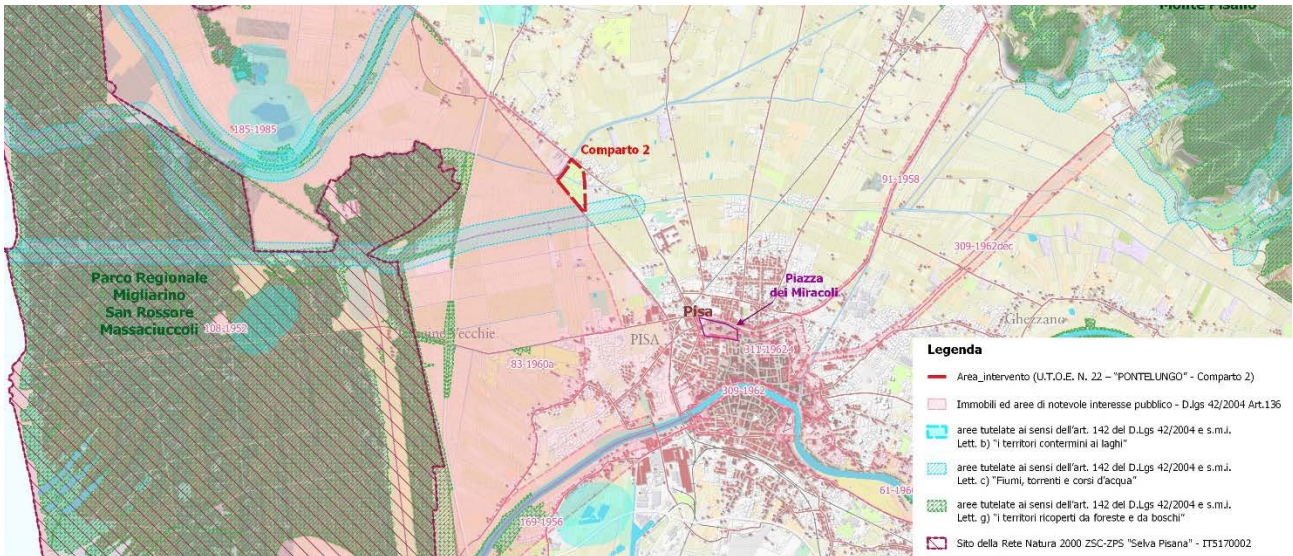 Monte Pisano
185-1985
Comparto 2
91-1958
309-1962dec
Parco Regionale
Migliarino
San Rossore
Massaciuccoli
108-1952
Piazza
dei Miracoli
Pisa
Vecchie
PISA
Ghezzano
83-1960a
309-1962
169-1956
Legenda
Area_intervento (U.T.O.E. N. 22 – "PONTELUNGO" - Comparto 2)
Immobili ed aree di notevole interesse pubblico - D.lgs 42/2004 Art.136
aree tutelate ai sensi dell'art. 142 del D.Lgs 42/2004 e s.m.i.
Lett. b) "i territori contermini ai laghi"
aree tutelate ai sensi dell'art. 142 del D.Lgs 42/2004 e s.m.i.
Lett. c) "Fiumi, torrenti e corsi d'acqua"
aree tutelate ai sensi dell'art. 142 del D.Lgs 42/2004 e s.m.i.
Lett. g) "i territori ricoperti da foreste e da boschi"
Sito della Rete Natura 2000 ZSC-ZPS "Selva Pisana" - IT5170002